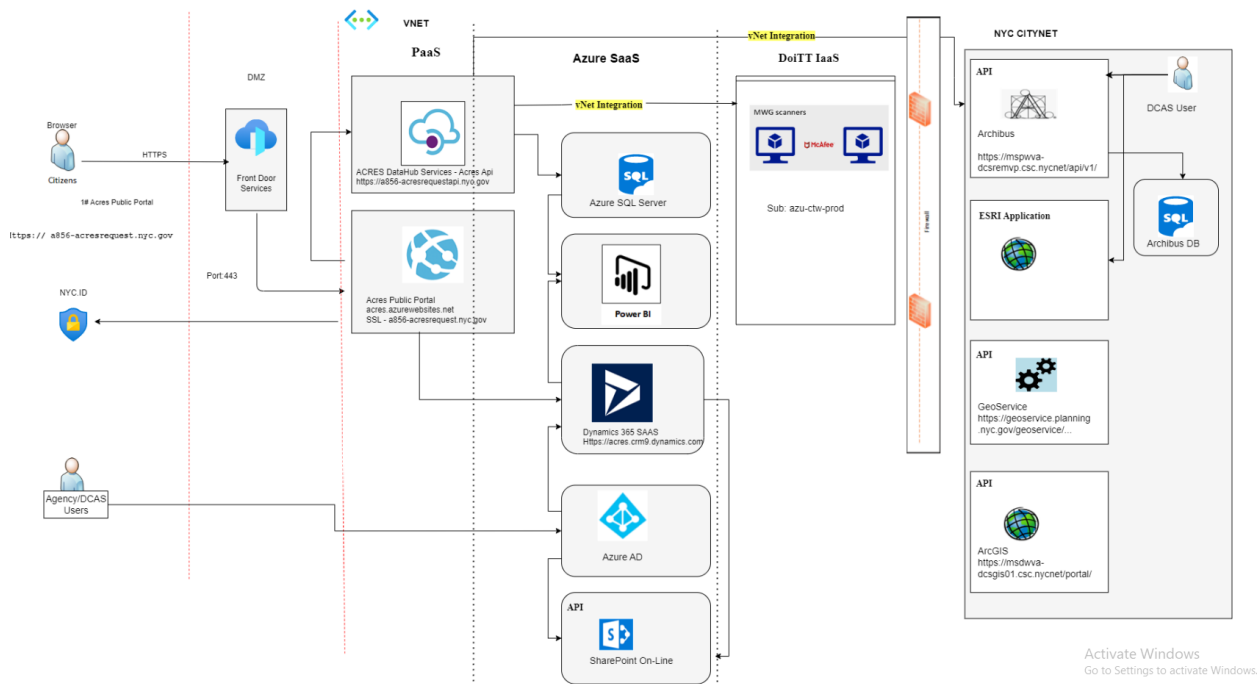 VNET
PaaS
Azure SaaS
vNet Integration
DoiTT IaaS
NYC CITYNET
DMZ
Browser
Citizens
HTTPS
1# Acres Public Portal
https:// a856-acresrequest.nyc.gov
Front Door
Services
Port 443
NYC.ID
Agency/DCAS
Users
ACRES DataHub Services - Acres Api
https://a856-acresrequestapi.nyc.gov
Acres Public Portal
acres.azurewebsites.net
SSL - a856-acresrequest.nyc.gov
vNet Integration
SQL
Azure SQL Server
Power BI
Dynamics 365 SAAS
Https://acres.crm9.dynamics.com
Azure AD
API
S
SharePoint On-Line
MWG scanners
McAfee
Sub: azu-ctw-prod
Firewall
API
Archibus
https://mspwva-
dcsremvp.csc.nycnet/api/v1/
DCAS User
SQL
Archibus DB
ESRI Application
API
GeoService
https://geoservice.planning
.nyc.gov/geoservice/...
API
ArcGIS
https://msdwva-
dcsgis01.csc.nycnet/portal/
Activate Windows
Go to Settings to activate Windows.